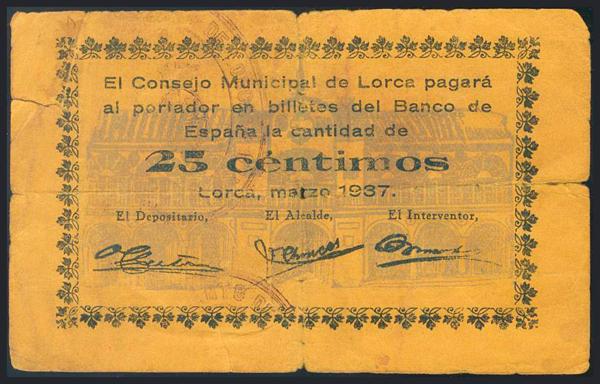 El Consejo Municipal de Lorca pagará
al portador en billetes del Banco de
España la cantidad de
25 céntimos
Lorca, marzo 1937.
El Depositario, El Alcalde, El Interventor,